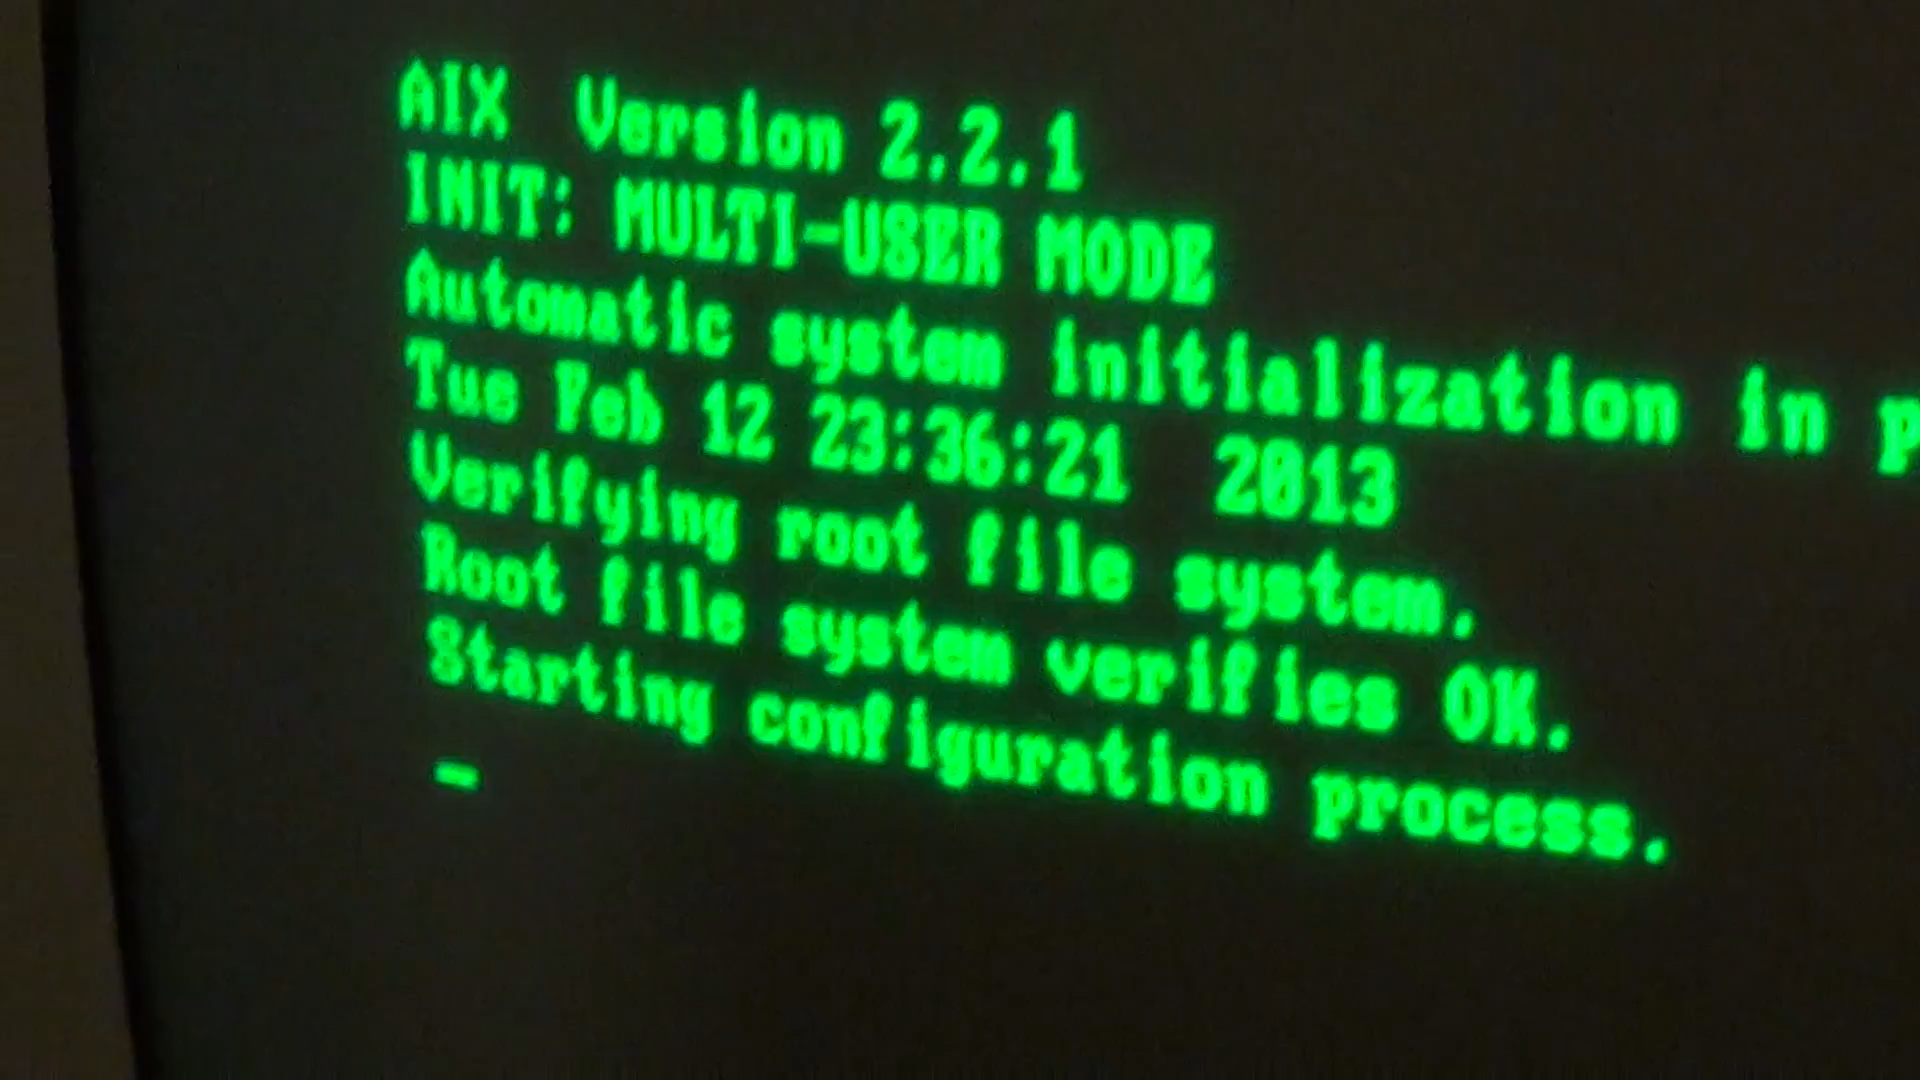 AIX  Version 2.2.1
INIT: MULTI-USER MODE
Automatic system initialization in
Tue Feb 12 23:36:21  2013
Verifying root file system.
Root file system verifies OK.
Starting configuration process.
_